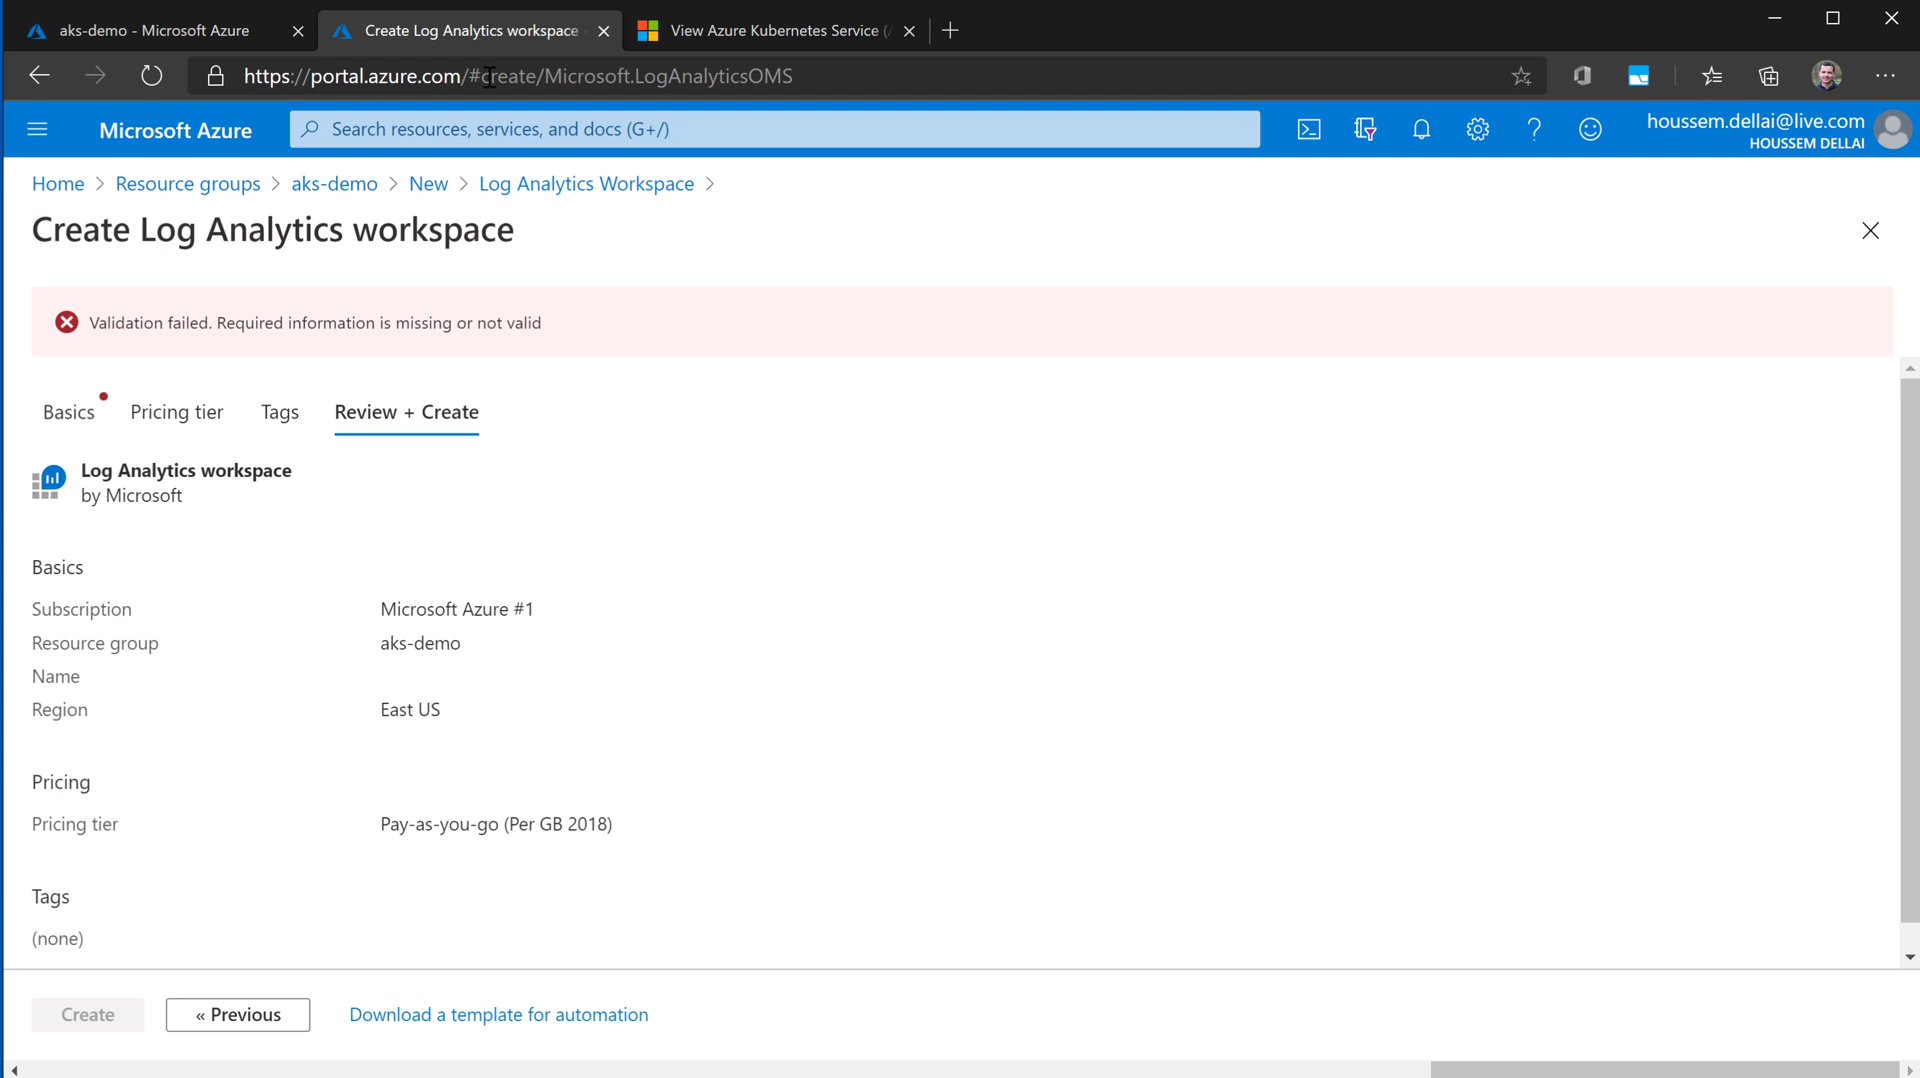 aks-demo - Microsoft Azure
Create Log Analytics workspace -
View Azure Kubernetes Service (
https://portal.azure.com/#create/Microsoft.LogAnalyticsOMS
Microsoft Azure
Search resources, services, and docs (G+/)
houssem.dellai@live.com
HOUSSEM DELLAI
Home > Resource groups > aks-demo > New > Log Analytics Workspace >
Create Log Analytics workspace
Validation failed. Required information is missing or not valid
Basics Pricing tier Tags Review + Create
Log Analytics workspace
by Microsoft
Basics
Subscription Microsoft Azure #1
Resource group aks-demo
Name
Region East US
Pricing
Pricing tier Pay-as-you-go (Per GB 2018)
Tags
(none)
Create « Previous Download a template for automation